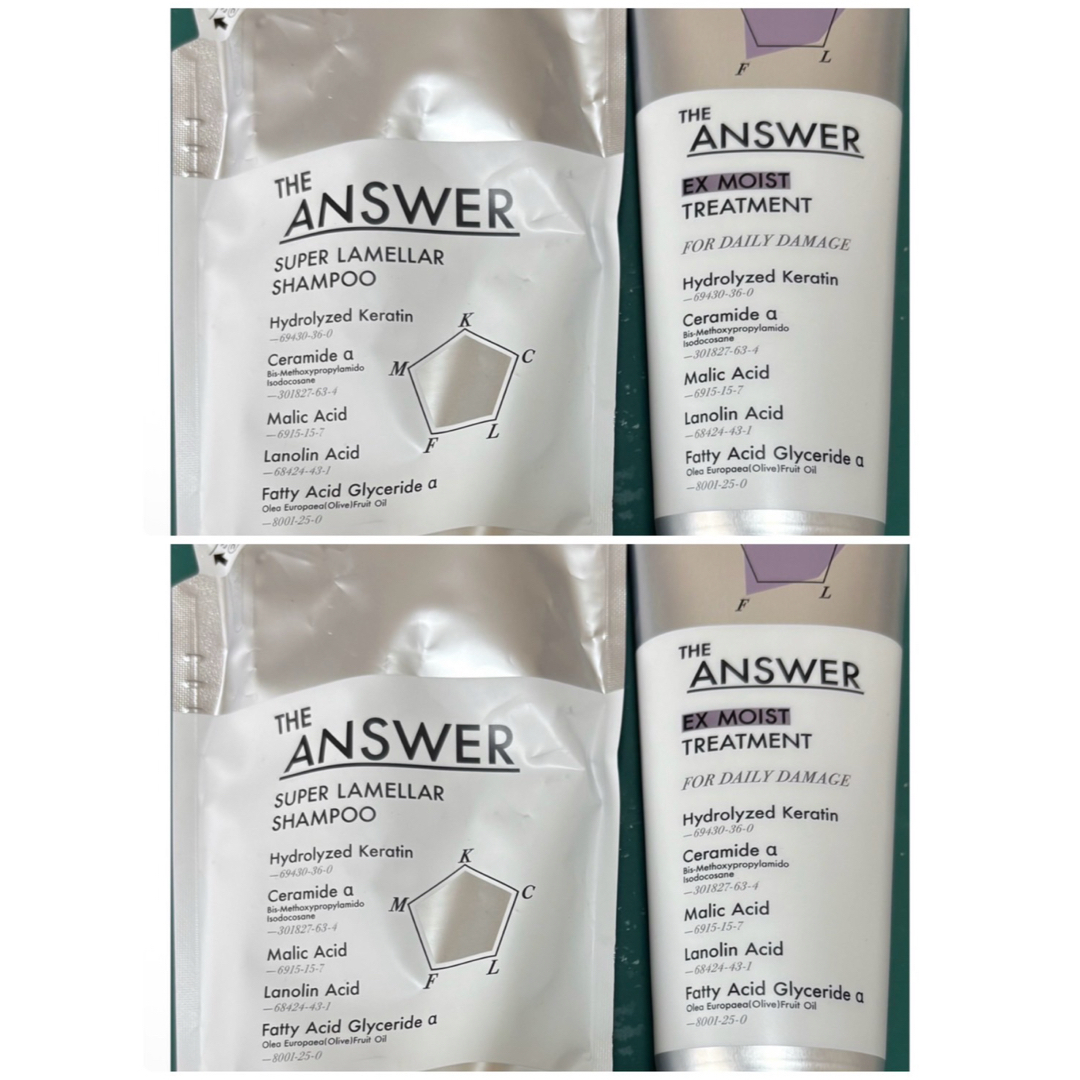 THE
ANSWER
SUPER LAMELLAR
SHAMPOO
Hydrolyzed Keratin
—69430-36-0
Ceramide α
Bis-Methoxypropylamido
Isodocosane
—301827-63-4
Malic Acid
—6915-15-7
Lanolin Acid
—68424-43-1
Fatty Acid Glyceride α
Olea Europaea(Olive)Fruit Oil
—8001-25-0
K
M
C
F
L
F
L
THE
ANSWER
EX MOIST
TREATMENT
FOR DAILY DAMAGE
Hydrolyzed Keratin
—69430-36-0
Ceramide α
Bis-Methoxypropylamido
Isodocosane
—301827-63-4
Malic Acid
—6915-15-7
Lanolin Acid
—68424-43-1
Fatty Acid Glyceride α
Olea Europaea(Olive)Fruit Oil
—8001-25-0
THE
ANSWER
SUPER LAMELLAR
SHAMPOO
Hydrolyzed Keratin
—69430-36-0
Ceramide α
Bis-Methoxypropylamido
Isodocosane
—301827-63-4
Malic Acid
—6915-15-7
Lanolin Acid
—68424-43-1
Fatty Acid Glyceride α
Olea Europaea(Olive)Fruit Oil
—8001-25-0
K
M
C
F
L
F
L
THE
ANSWER
EX MOIST
TREATMENT
FOR DAILY DAMAGE
Hydrolyzed Keratin
—69430-36-0
Ceramide α
Bis-Methoxypropylamido
Isodocosane
—301827-63-4
Malic Acid
—6915-15-7
Lanolin Acid
—68424-43-1
Fatty Acid Glyceride α
Olea Europaea(Olive)Fruit Oil
—8001-25-0